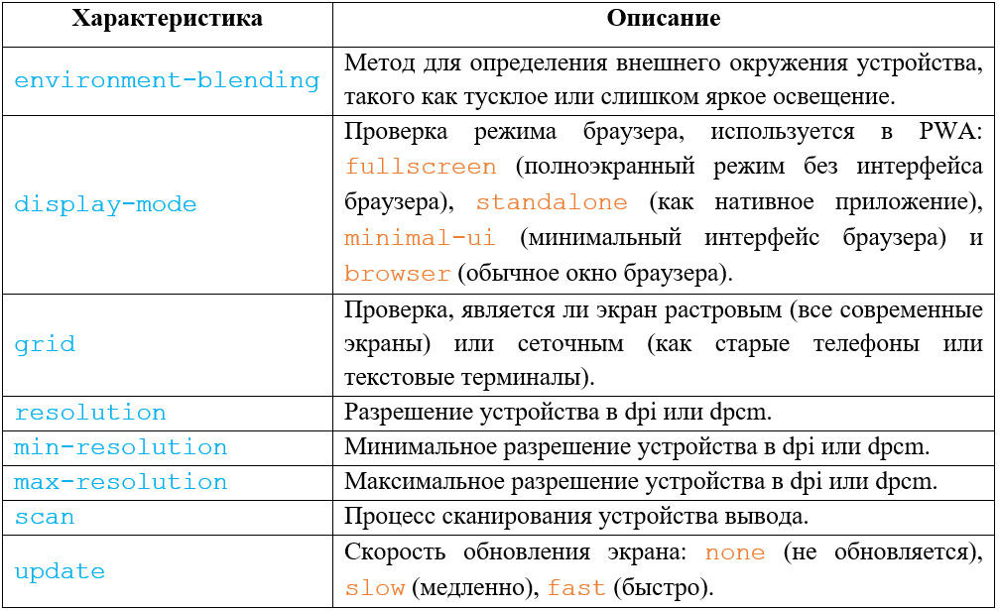 Характеристика
Описание
environment-blending
Метод для определения внешнего окружения устройства,
такого как тусклое или слишком яркое освещение.
display-mode
Проверка режима браузера, используется в PWA:
fullscreen (полноэкранный режим без интерфейса
браузера), standalone (как нативное приложение),
minimal-ui (минимальный интерфейс браузера) и
browser (обычное окно браузера).
grid
Проверка, является ли экран растровым (все современные
экраны) или сеточным (как старые телефоны или
текстовые терминалы).
resolution
Разрешение устройства в dpi или dpcm.
min-resolution
Минимальное разрешение устройства в dpi или dpcm.
max-resolution
Максимальное разрешение устройства в dpi или dpcm.
scan
Процесс сканирования устройства вывода.
update
Скорость обновления экрана: none (не обновляется),
slow (медленно), fast (быстро).